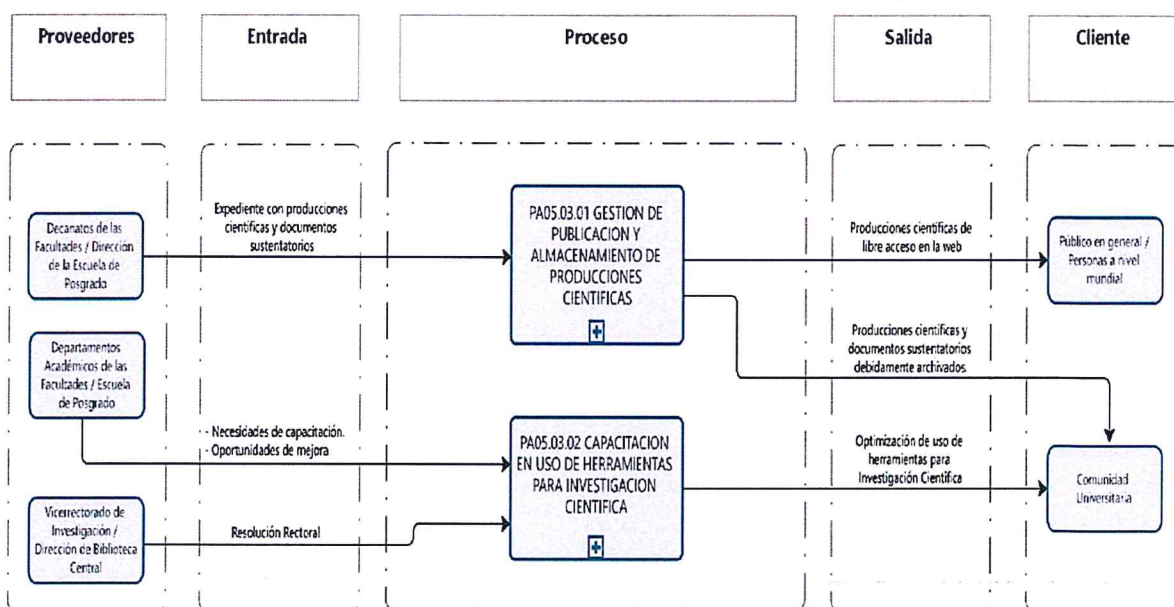 Proveedores
Entrada
Proceso
Salida
Cliente
Decanatos de las
Facultades / Dirección
de la Escuela de
Posgrado
Expediente con producciones
científicas y documentos
sustentatorios
PA05.03.01 GESTION DE
PUBLICACION Y
ALMACENAMIENTO DE
PRODUCCIONES
CIENTIFICAS
Producciones científicas de
libre acceso en la web
Público en general /
Personas a nivel
mundial
Departamentos
Académicos de las
Facultades / Escuela
de Posgrado
Producciones científicas y
documentos sustentatorios
debidamente archivados
- Necesidades de capacitación.
- Oportunidades de mejora
PA05.03.02 CAPACITACION
EN USO DE HERRAMIENTAS
PARA INVESTIGACION
CIENTIFICA
Optimización de uso de
herramientas para
Investigación Científica
Comunidad
Universitaria
Vicerrectorado de
Investigación /
Dirección de Biblioteca
Central
Resolución Rectoral